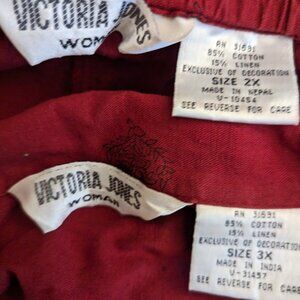 VICTORIA JONES
WOMAN
RN 31691
85% COTTON
15% LINEN
EXCLUSIVE OF DECORATION
SIZE 2X
MADE IN NEPAL
U-10454
SEE REVERSE FOR CARE
VICTORIA JONES
WOMAN
RN 31691
85% COTTON
15% LINEN
EXCLUSIVE OF DECORATION
SIZE 3X
MADE IN INDIA
U-31457
SEE REVERSE FOR CARE